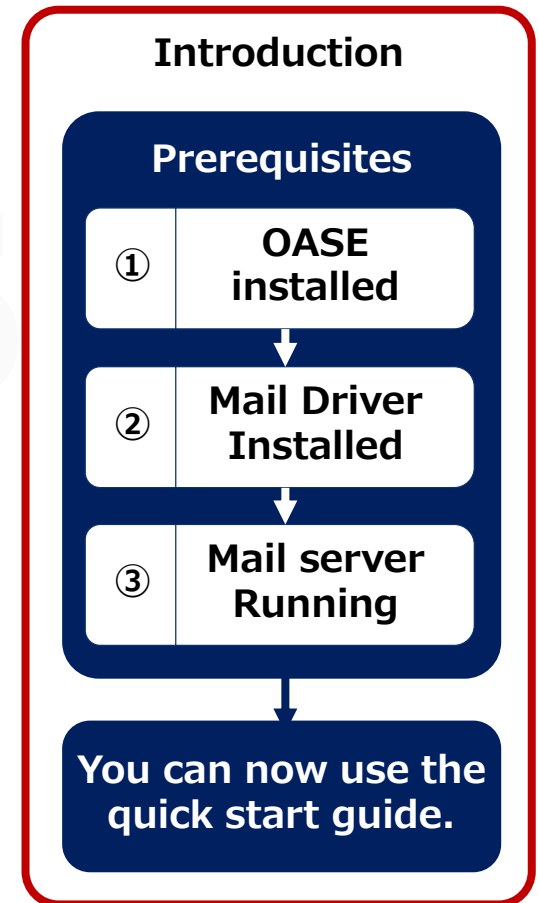 Introduction
Prerequisites
①
OASE
installed
②
Mail Driver
Installed
③
Mail server
Running
You can now use the
quick start guide.